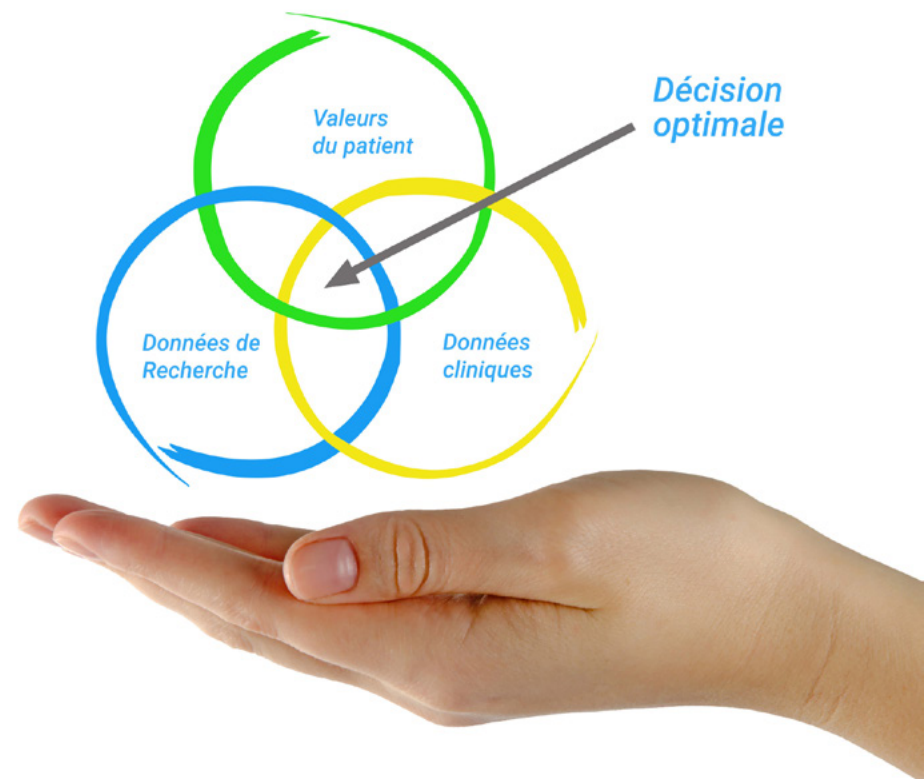 Valeurs
du patient
Décision
optimale
Données de
Recherche
Données
cliniques